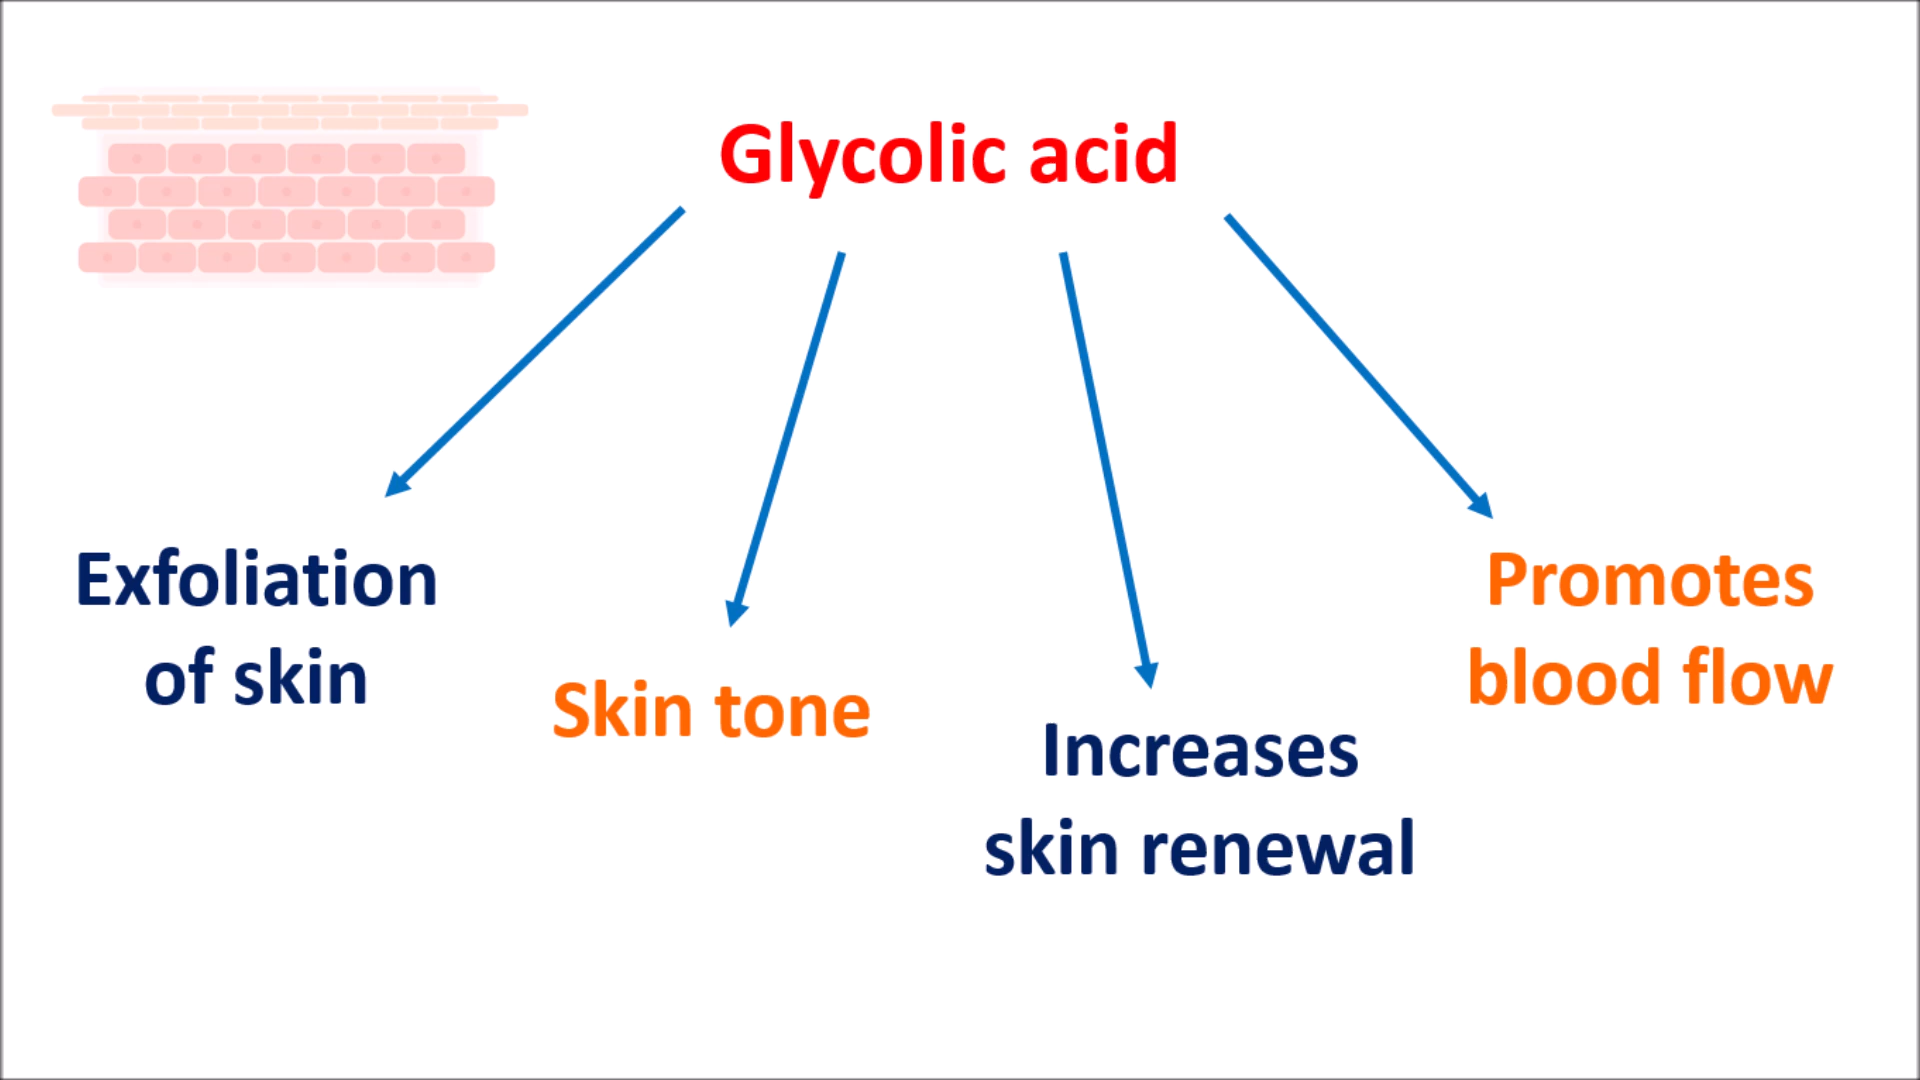 Glycolic acid
Exfoliation
of skin
Skin tone
Increases
skin renewal
Promotes
blood flow